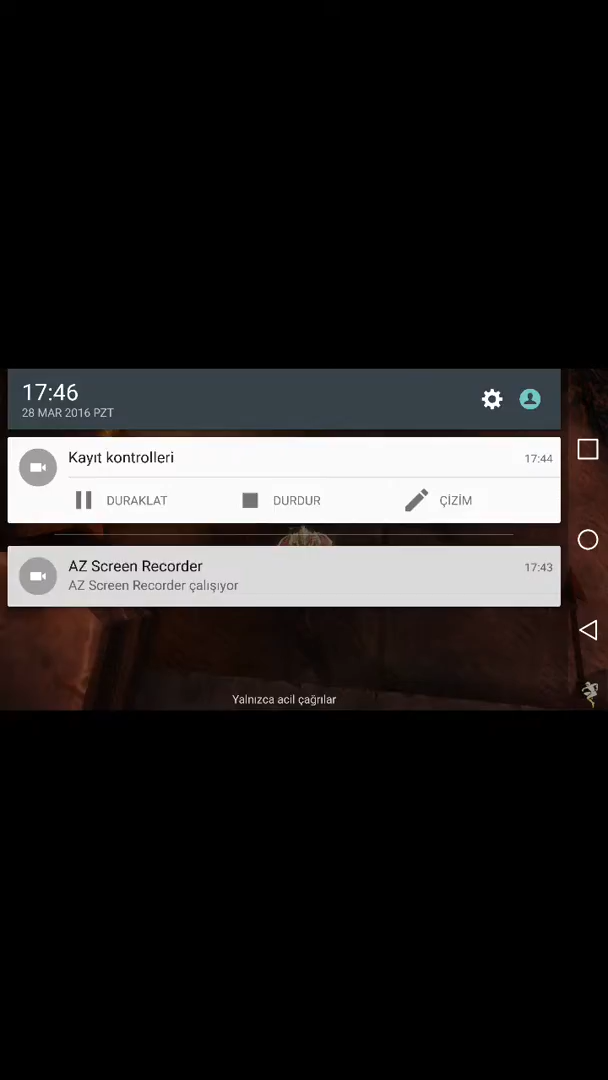 17:46
28 MAR 2016 PZT
Kayıt kontrolleri
17:44
DURAKLAT
DURDUR
ÇİZİM
AZ Screen Recorder
17:43
AZ Screen Recorder çalışıyor
Yalnızca acil çağrılar